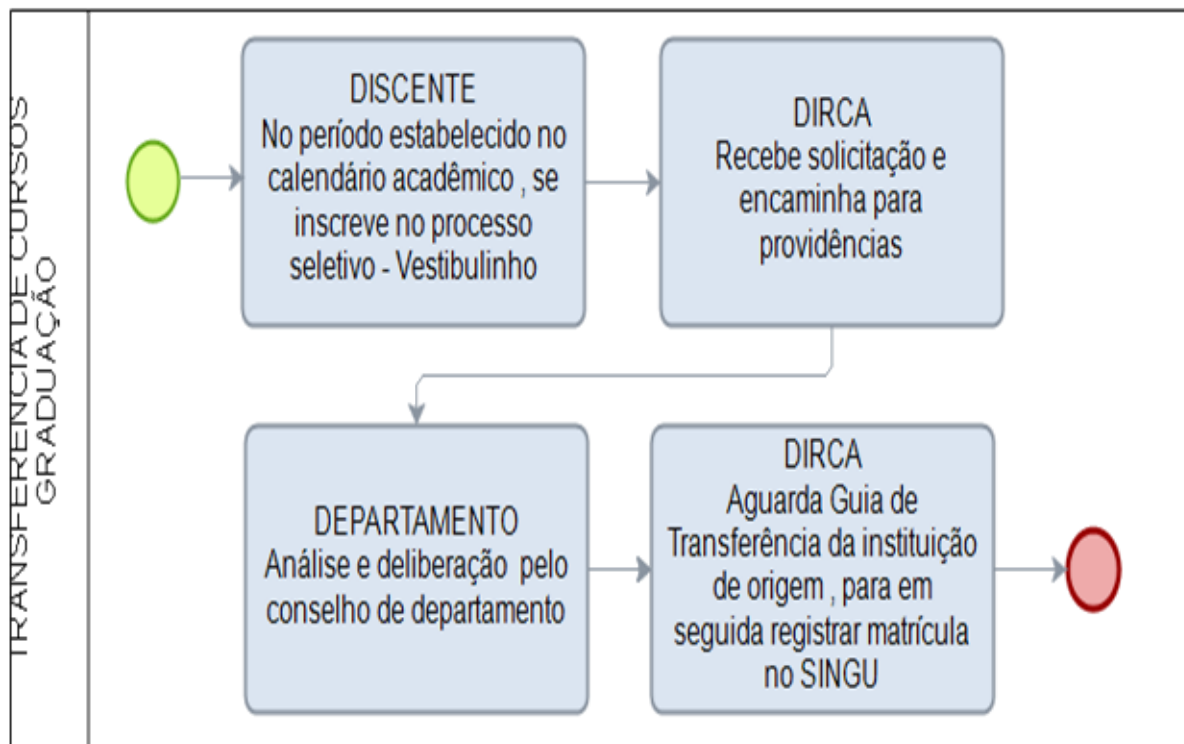 TRANSFERENCIA DE CURSOS
GRADUAÇÃO
DISCENTE
No período estabelecido no
calendário acadêmico , se
inscreve no processo
seletivo - Vestibulinho
DIRCA
Recebe solicitação e
encaminha para
providências
DEPARTAMENTO
Análise e deliberação pelo
conselho de departamento
DIRCA
Aguarda Guia de
Transferência da instituição
de origem , para em
seguida registrar matrícula
no SINGU